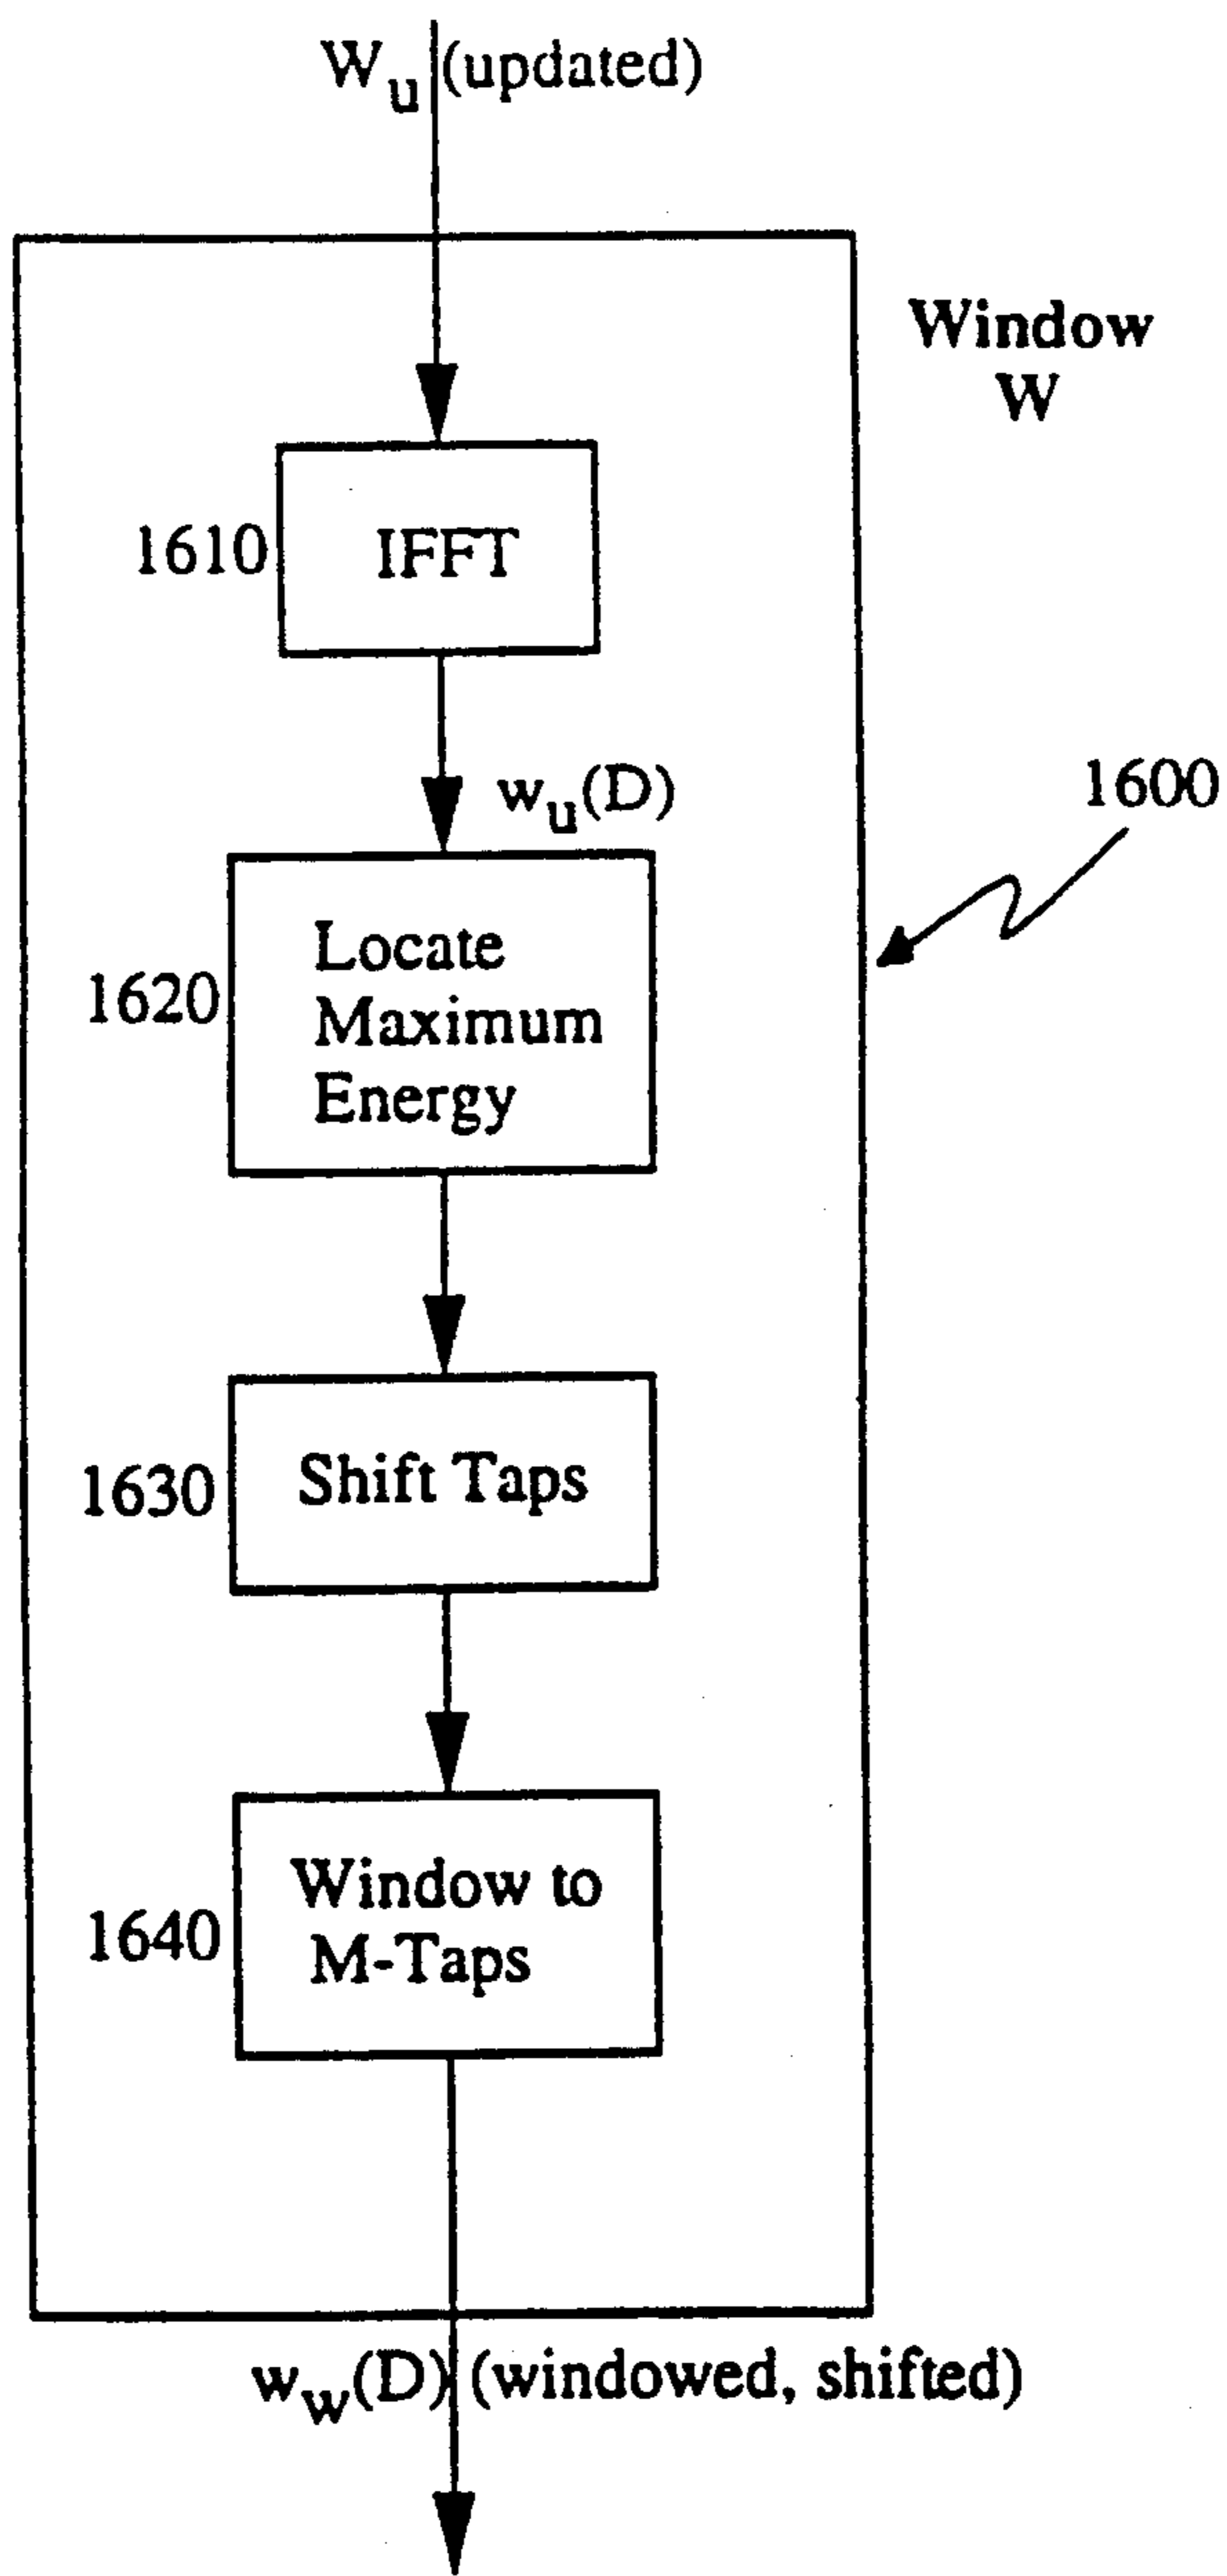 W_u (updated)
Window
W
1610
IFFT
w_u(D)
1600
1620
Locate
Maximum
Energy
1630
Shift Taps
1640
Window to
M-Taps
w_w(D) (windowed, shifted)